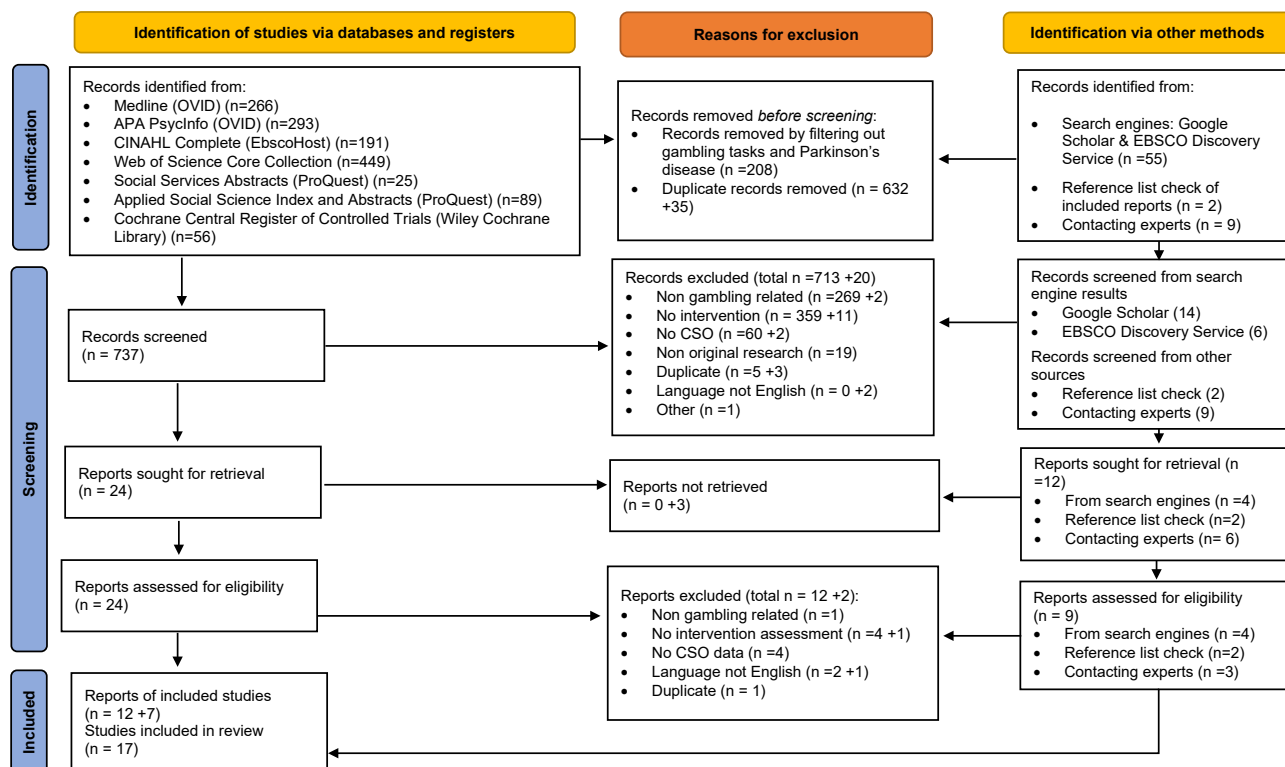 Identification of studies via databases and registers
Reasons for exclusion
Identification via other methods
Identification
Records identified from:
• Medline (OVID) (n=266)
• APA PsycInfo (OVID) (n=293)
• CINAHL Complete (EbscoHost) (n=191)
• Web of Science Core Collection (n=449)
• Social Services Abstracts (ProQuest) (n=25)
• Applied Social Science Index and Abstracts (ProQuest) (n=89)
• Cochrane Central Register of Controlled Trials (Wiley Cochrane
Library) (n=56)
Records removed before screening:
• Records removed by filtering out
gambling tasks and Parkinson's
disease (n =208)
• Duplicate records removed (n = 632
+35)
Records identified from:
• Search engines: Google
Scholar & EBSCO Discovery
Service (n =55)
• Reference list check of
included reports (n = 2)
• Contacting experts (n = 9)
Screening
Records screened
(n = 737)
Records excluded (total n =713 +20)
• Non gambling related (n =269 +2)
• No intervention (n = 359 +11)
• No CSO (n =60 +2)
• Non original research (n =19)
• Duplicate (n =5 +3)
• Language not English (n = 0 +2)
• Other (n =1)
Records screened from search
engine results
• Google Scholar (14)
• EBSCO Discovery Service (6)
Records screened from other
sources
• Reference list check (2)
• Contacting experts (9)
Reports sought for retrieval
(n = 24)
Reports not retrieved
(n = 0 +3)
Reports sought for retrieval (n
=12)
• From search engines (n =4)
• Reference list check (n=2)
• Contacting experts (n= 6)
Reports assessed for eligibility
(n = 24)
Reports excluded (total n = 12 +2):
• Non gambling related (n =1)
• No intervention assessment (n =4 +1)
• No CSO data (n =4)
• Language not English (n =2 +1)
• Duplicate (n = 1)
Reports assessed for eligibility
(n = 9)
• From search engines (n =4)
• Reference list check (n=2)
• Contacting experts (n =3)
Included
Reports of included studies
(n = 12 +7)
Studies included in review
(n = 17)